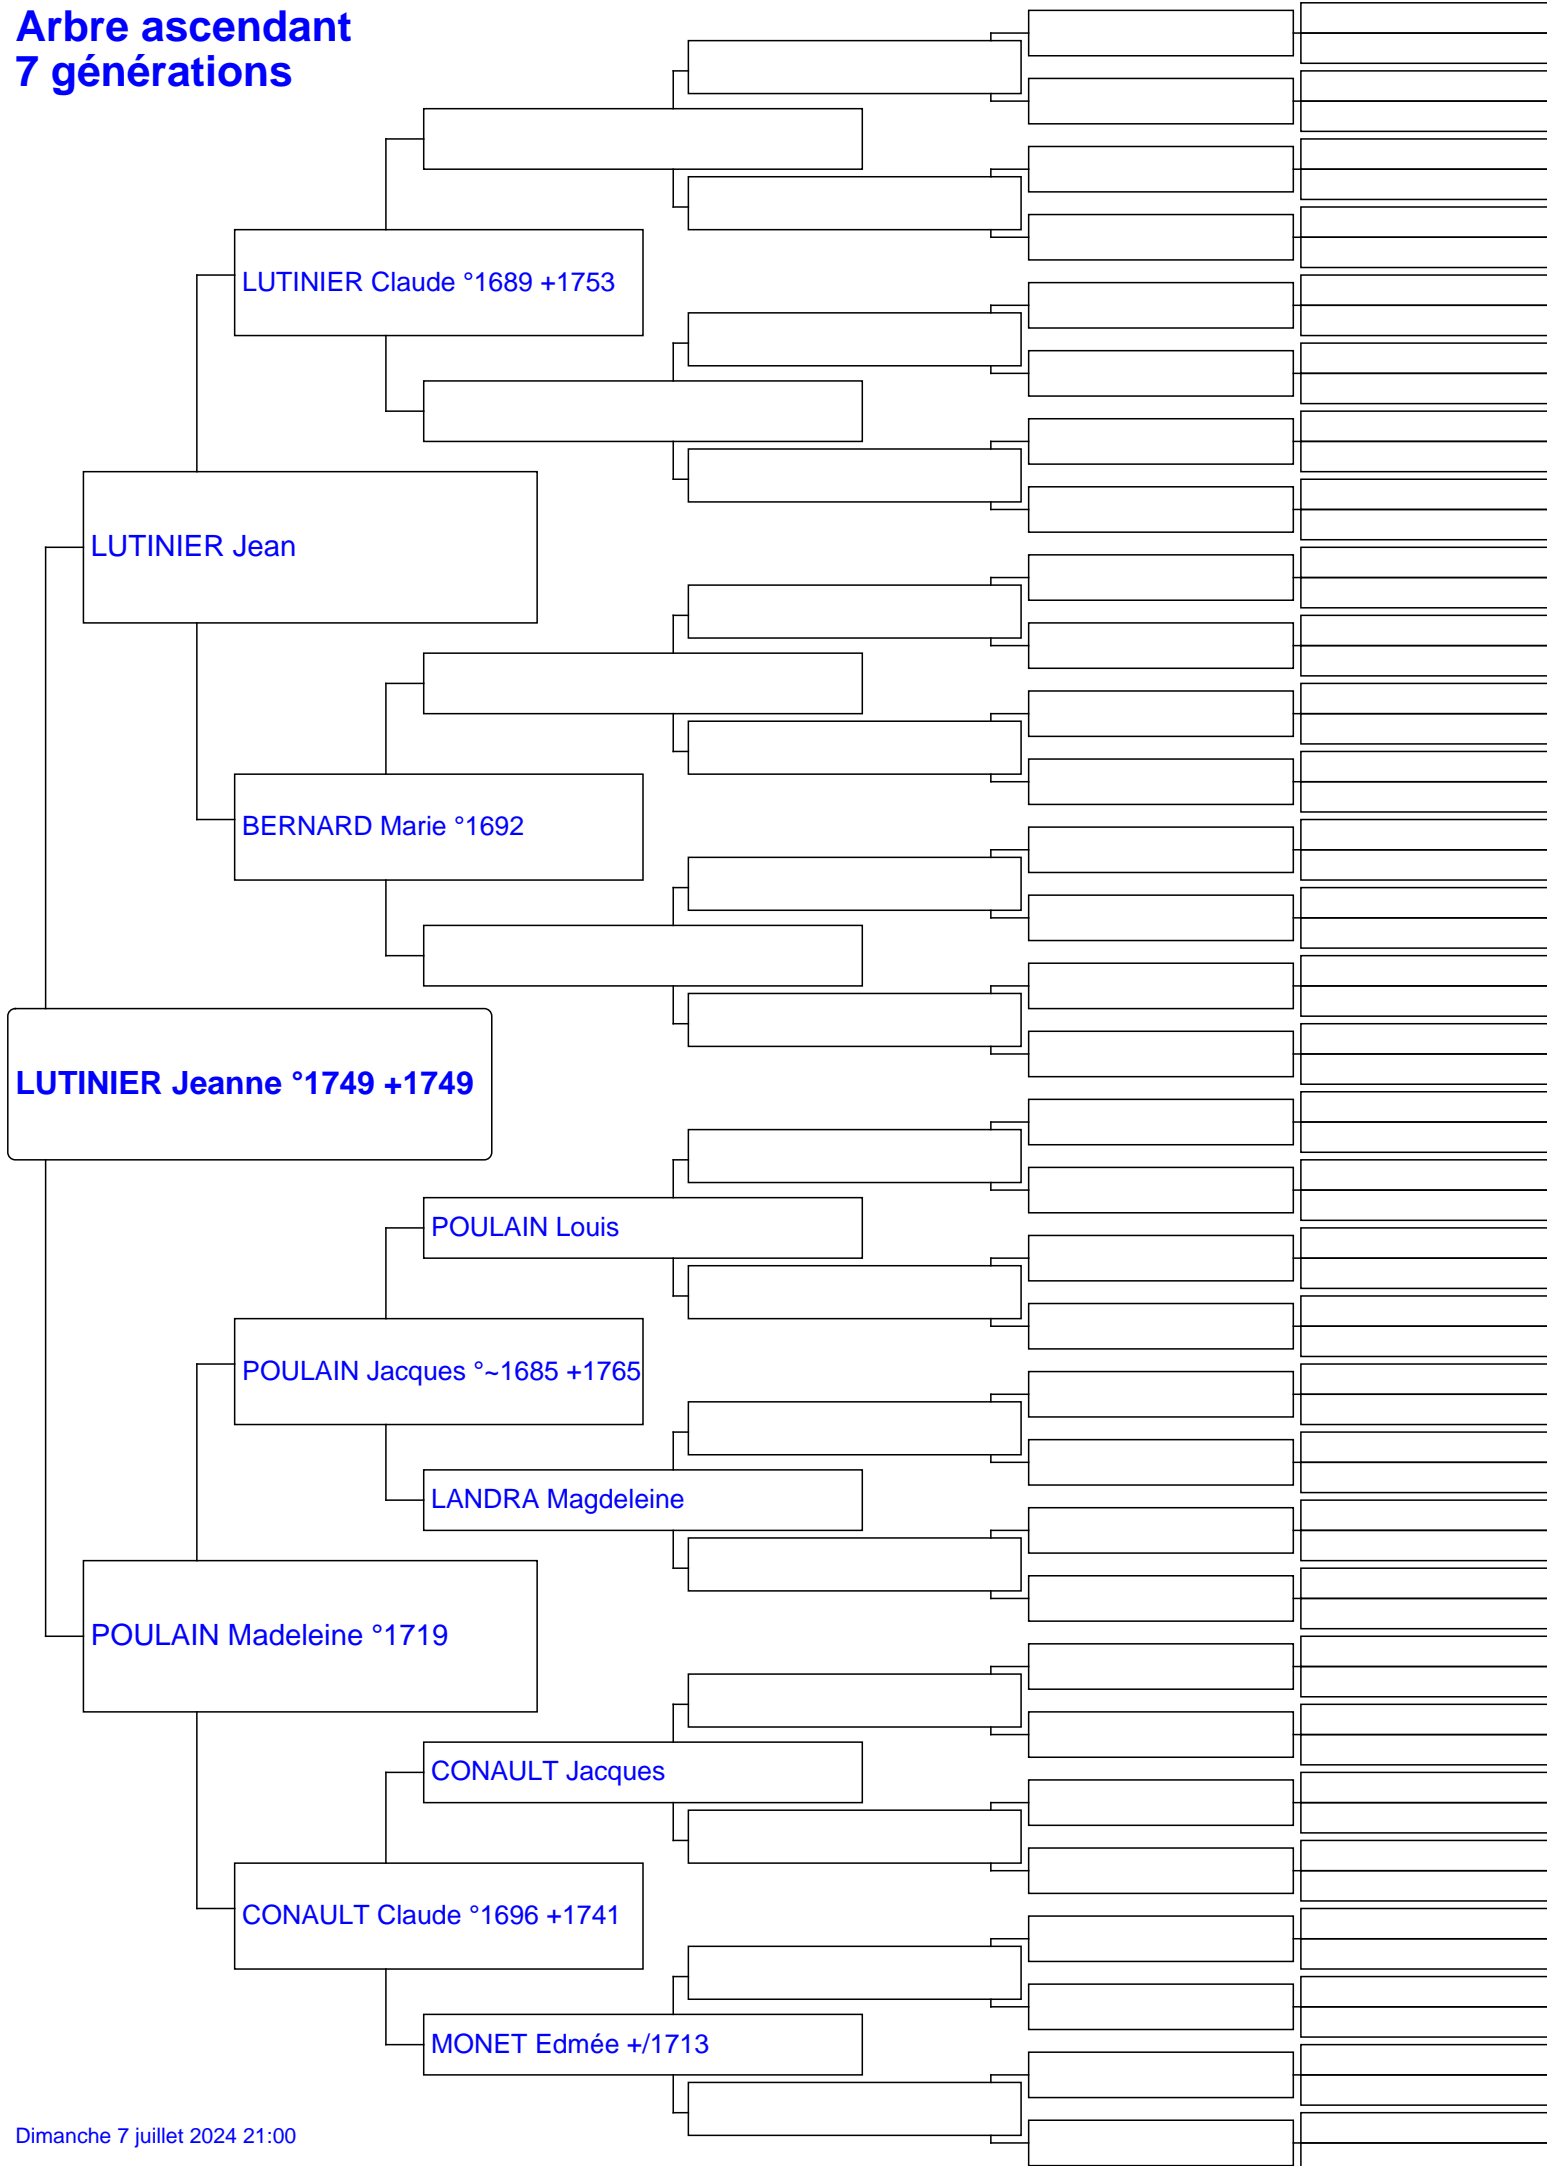 Arbre ascendant
7 générations
LUTINIER Claude °1689 +1753
LUTINIER Jean
BERNARD Marie °1692
LUTINIER Jeanne °1749 +1749
POULAIN Louis
POULAIN Jacques °~1685 +1765
LANDRA Magdeleine
POULAIN Madeleine °1719
CONAULT Jacques
CONAULT Claude °1696 +1741
MONET Edmée +/1713
Dimanche 7 juillet 2024 21:00